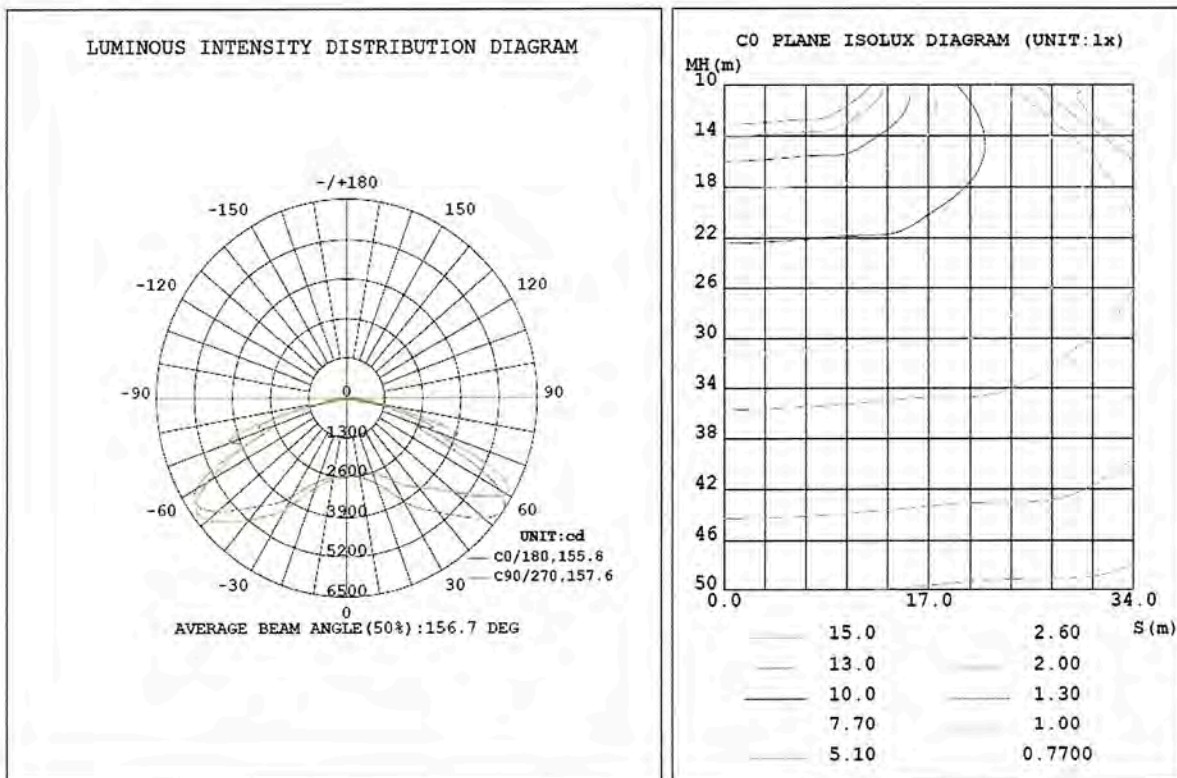 LUMINOUS INTENSITY DISTRIBUTION DIAGRAM
-/+180
-150 150
-120 120
-90 0 90
1300
2600
-60 3900 60
UNIT:cd
5200 C0/180,155.8
-30 30 C90/270,157.6
6500
0
AVERAGE BEAM ANGLE(50%):156.7 DEG
C0 PLANE ISOLUX DIAGRAM (UNIT:lx)
MH(m)
10
14
18
22
26
30
34
38
42
46
50
0.0 17.0 34.0
S(m)
15.0 2.60
13.0 2.00
10.0 1.30
7.70 1.00
5.10 0.7700